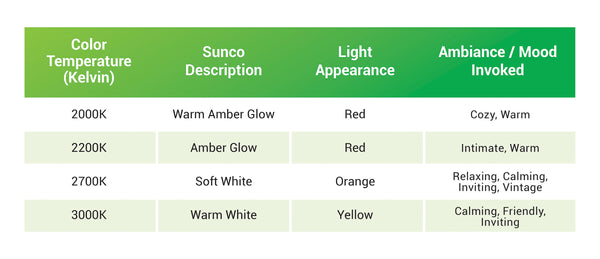 Color
Temperature
(Kelvin)
Sunco
Description
Light
Appearance
Ambiance / Mood
Invoked
2000K
Warm Amber Glow
Red
Cozy, Warm
2200K
Amber Glow
Red
Intimate, Warm
2700K
Soft White
Orange
Relaxing, Calming,
Inviting, Vintage
3000K
Warm White
Yellow
Calming, Friendly,
Inviting